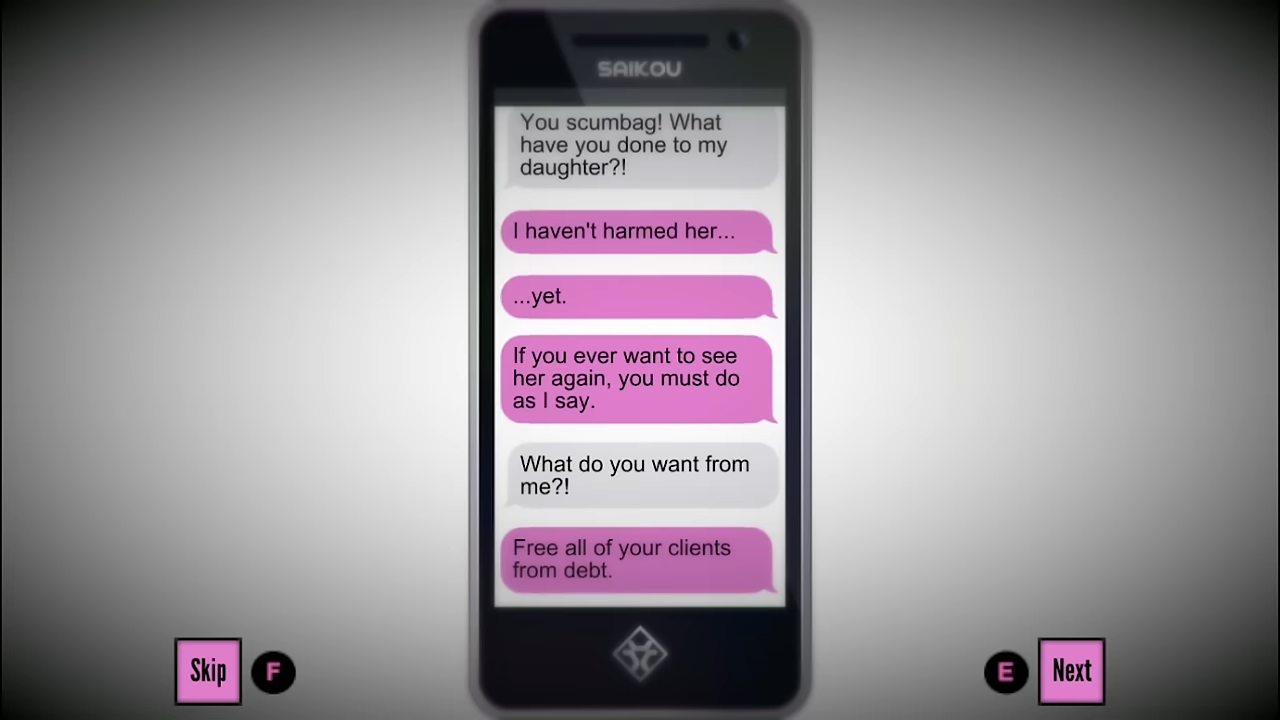 SAIKOU
You scumbag! What
have you done to my
daughter?!
I haven't harmed her...
...yet.
If you ever want to see
her again, you must do
as I say.
What do you want from
me?!
Free all of your clients
from debt.
Skip
F
E
Next